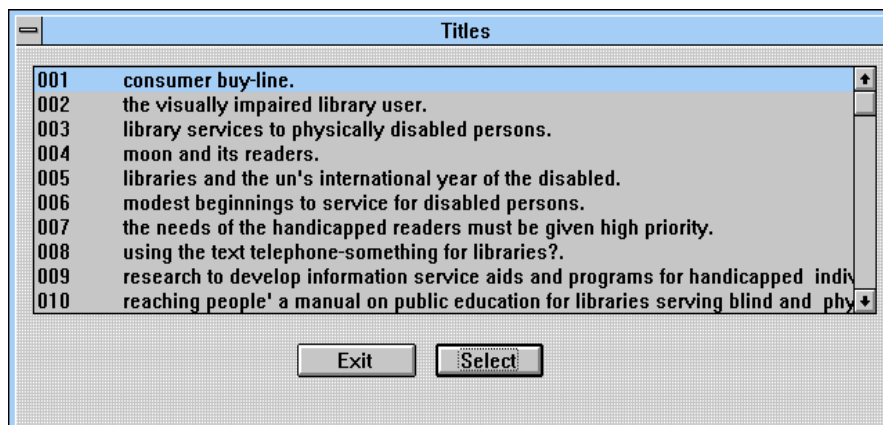 Titles
001 consumer buy-line.
002 the visually impaired library user.
003 library services to physically disabled persons.
004 moon and its readers.
005 libraries and the un's international year of the disabled.
006 modest beginnings to service for disabled persons.
007 the needs of the handicapped readers must be given high priority.
008 using the text telephone-something for libraries?.
009 research to develop information service aids and programs for handicapped indiv
010 reaching people' a manual on public education for libraries serving blind and phy
Exit Select